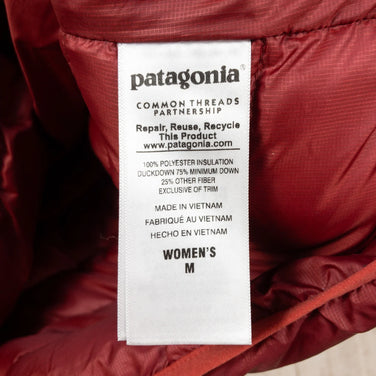 patagonia
COMMON THREADS
PARTNERSHIP
Repair, Reuse, Recycle
This Product
www.patagonia.com
100% POLYESTER INSULATION
DUCKDOWN 75% MINIMUM DOWN
25% OTHER FIBER
EXCLUSIVE OF TRIM
MADE IN VIETNAM
FABRIQUÉ AU VIETNAM
HECHO EN VIETNAM
WOMEN'S
M